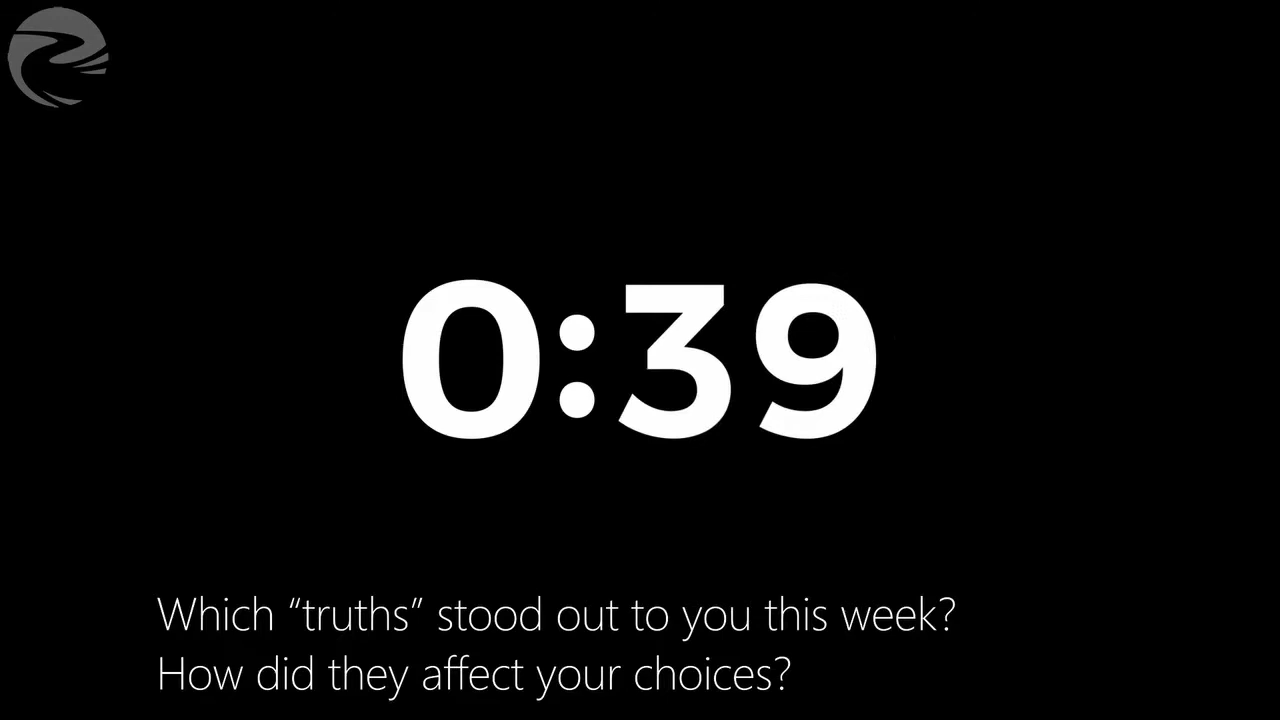 0:39
Which “truths” stood out to you this week?
How did they affect your choices?